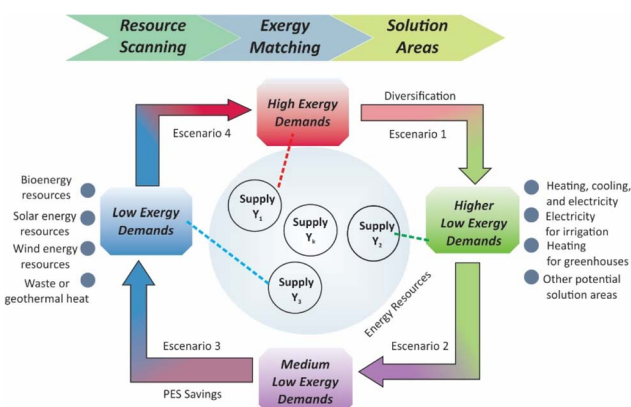 Resource
Scanning
Exergy
Matching
Solution
Areas
High Exergy
Demands
Diversification
Escenario 4
Escenario 1
Bioenergy
resources
Solar energy
resources
Wind energy
resources
Waste or
geothermal heat
Low Exergy
Demands
Supply
Y1
Supply
Yk
Supply
Y2
Supply
Y3
Higher
Low Exergy
Demands
Heating, cooling,
and electricity
Electricity
for irrigation
Heating
for greenhouses
Other potential
solution areas
Energy Resources
Escenario 3
Escenario 2
PES Savings
Medium
Low Exergy
Demands